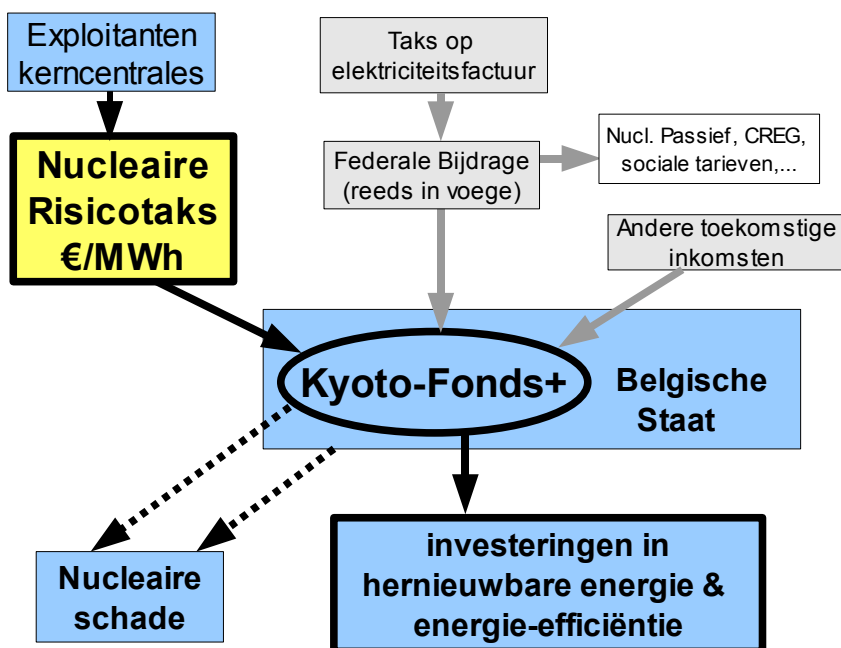 Exploitanten
kerncentrales
Taks op
elektriciteitsfactuur
Nucleaire
Risicotaks
€/MWh
Federale Bijdrage
(reeds in voege)
Nucl. Passief, CREG,
sociale tarieven,...
Andere toekomstige
inkomsten
Kyoto-Fonds+
Belgische
Staat
Nucleaire
schade
investeringen in
hernieuwbare energie &
energie-efficiëntie